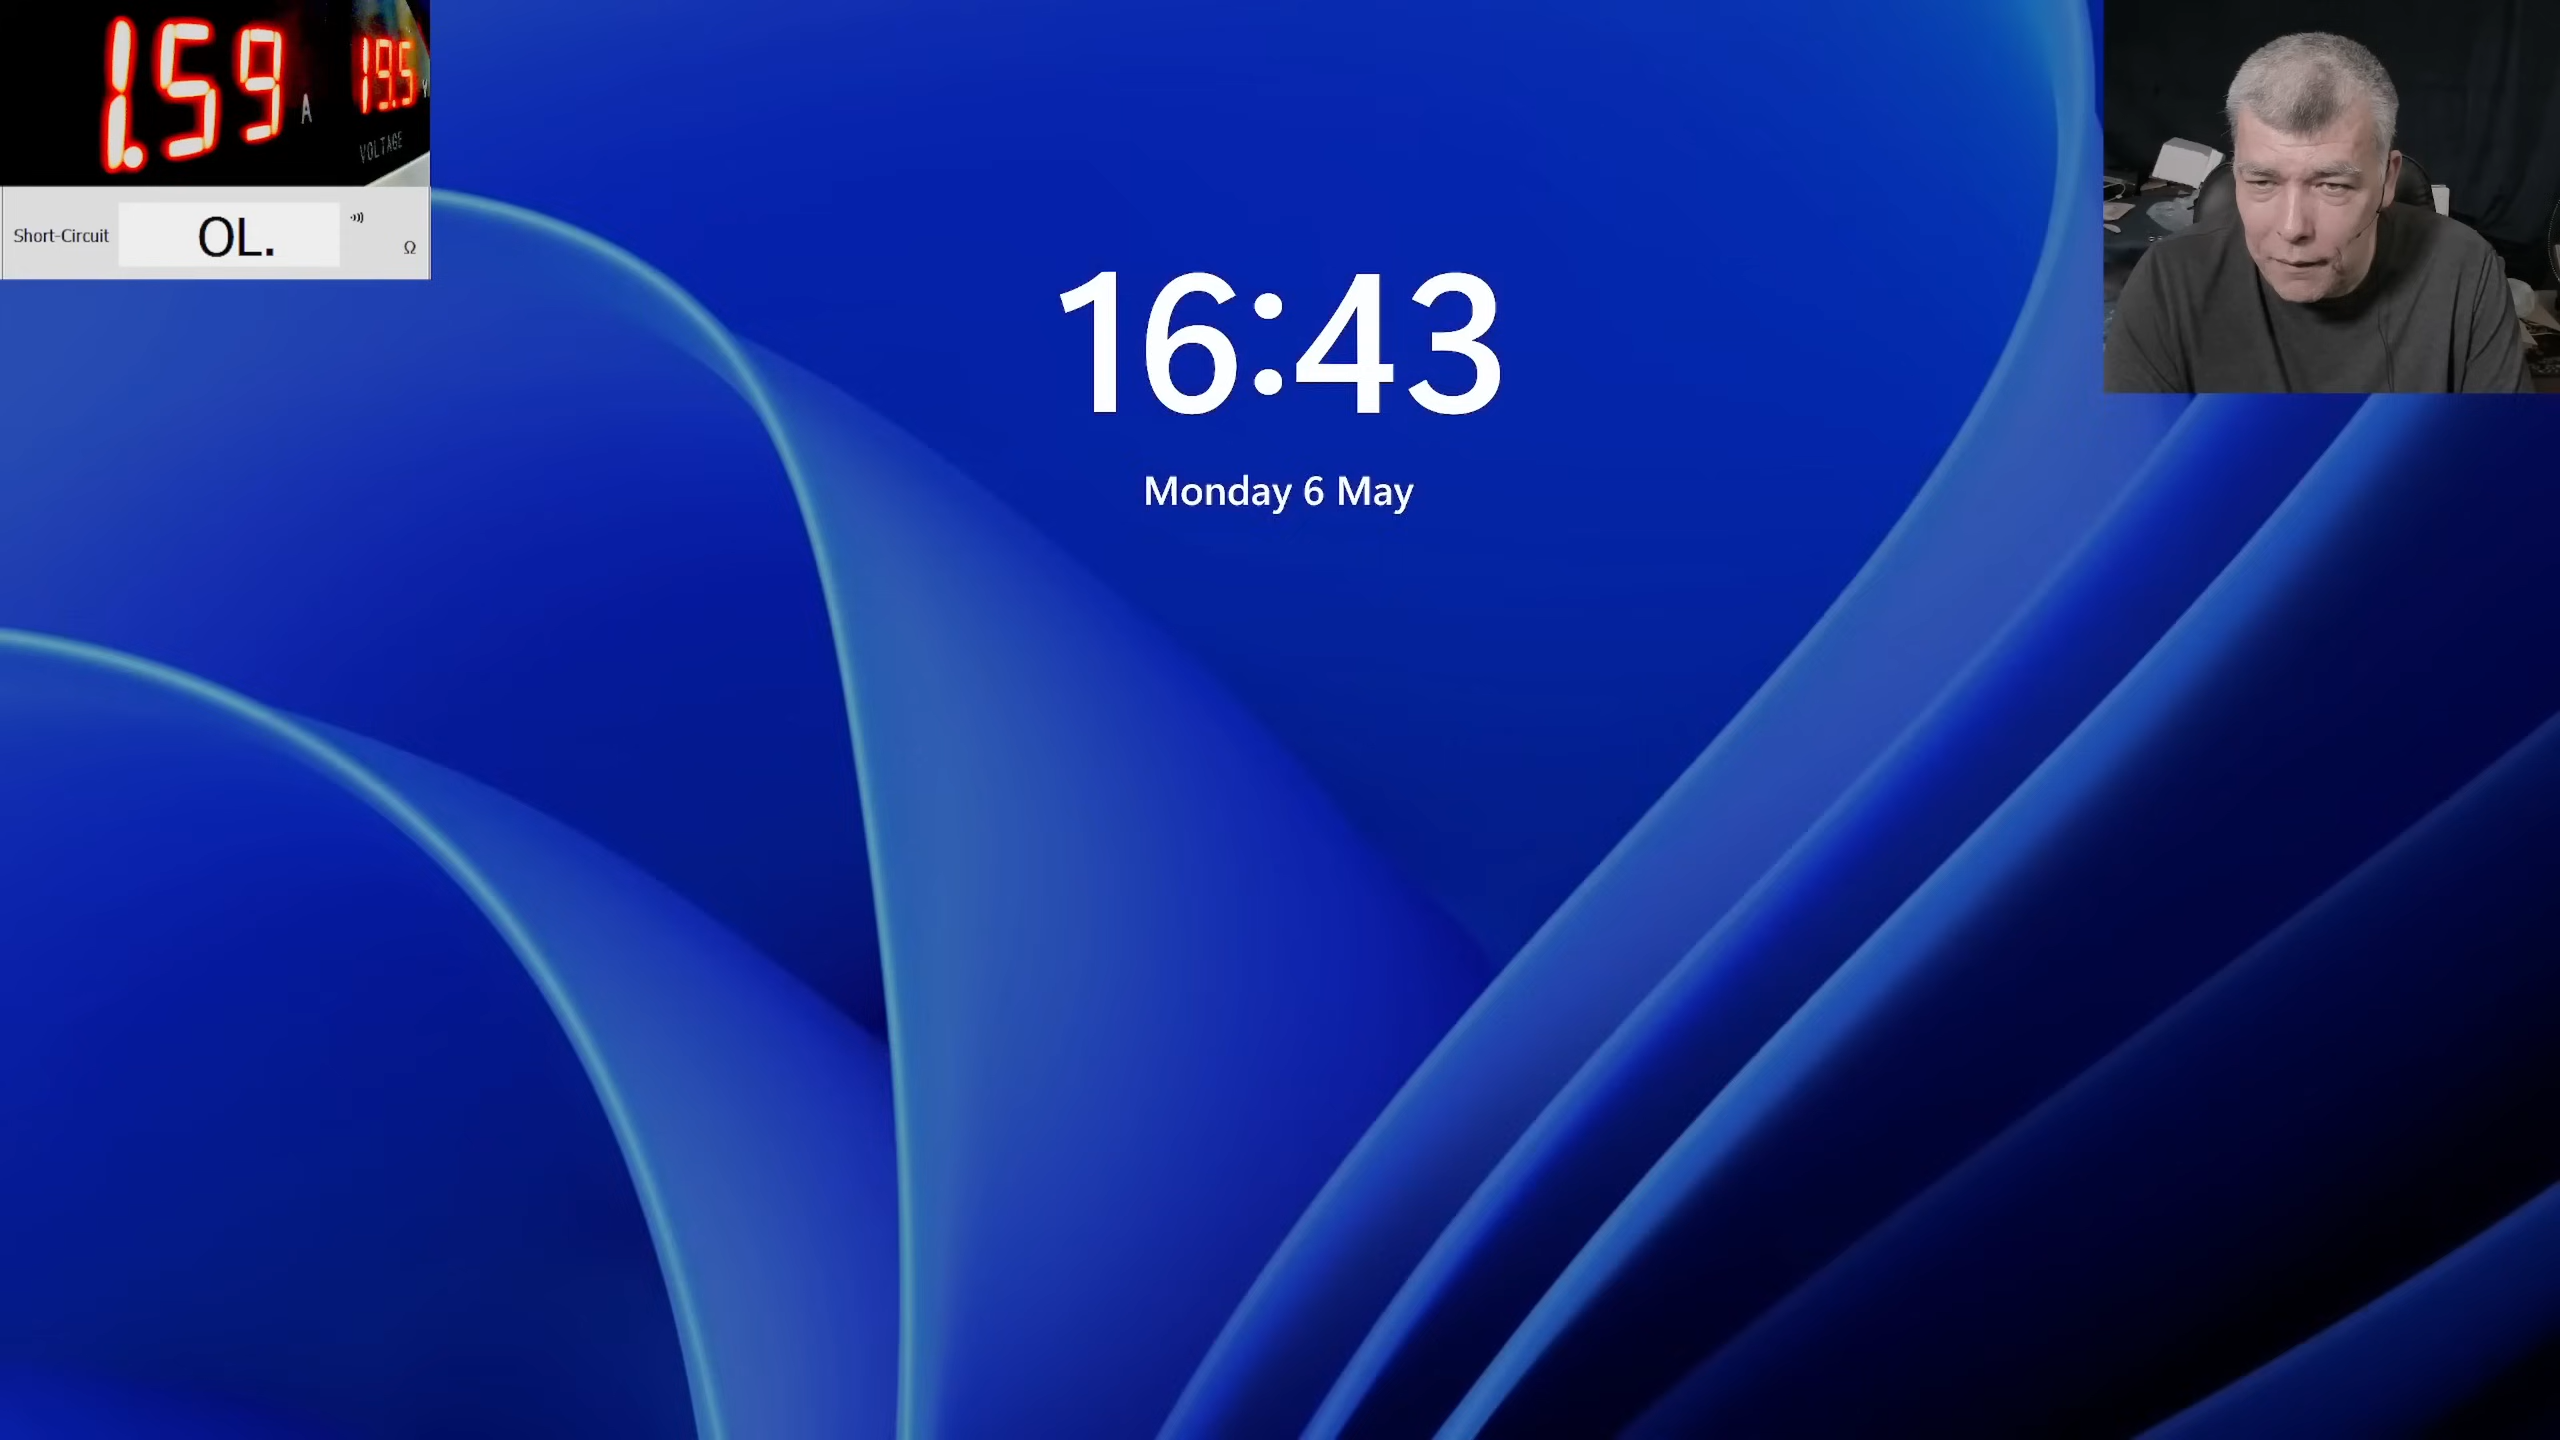 1.59 A
19.5 V
VOLTAGE
Short-Circuit OL. Ω
16:43
Monday 6 May